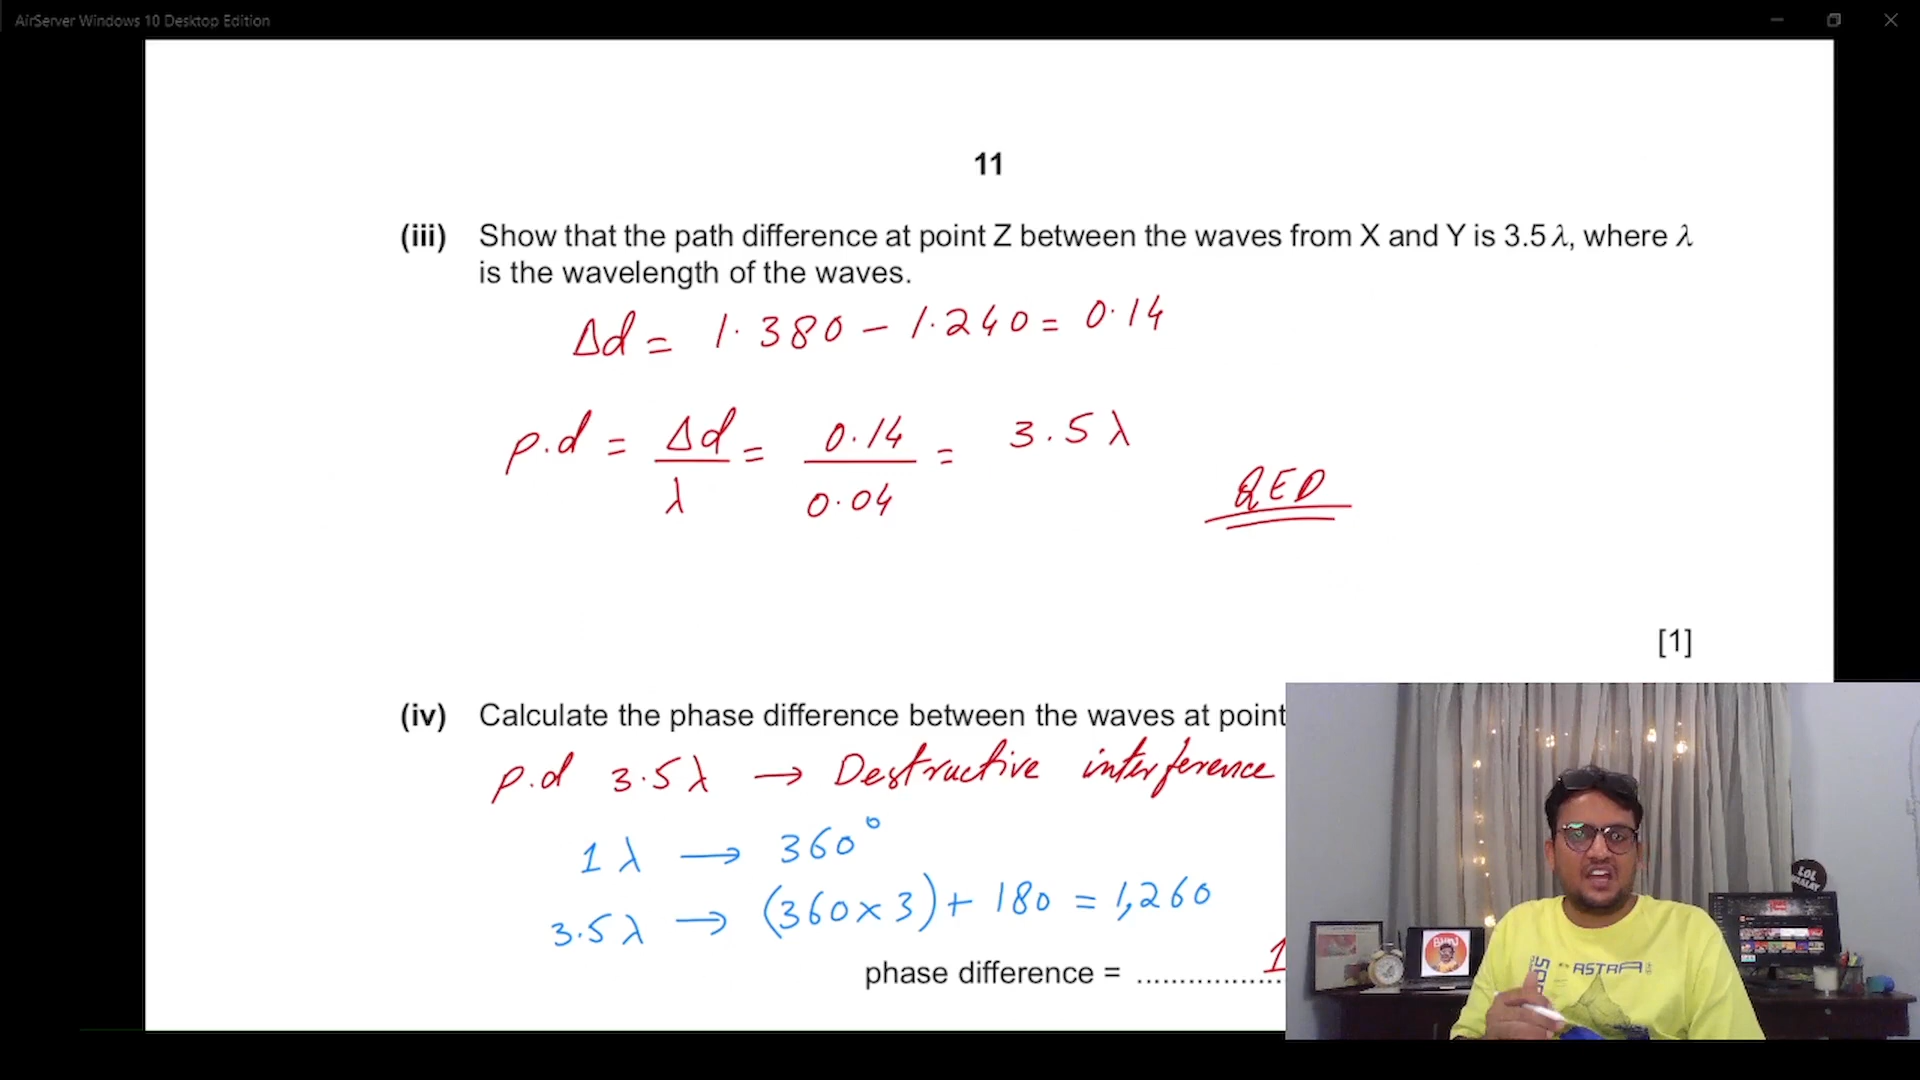 AirServer Windows 10 Desktop Edition
11
(iii) Show that the path difference at point Z between the waves from X and Y is 3.5λ, where λ
is the wavelength of the waves.
Δd = 1.380 − 1.240 = 0.14
p.d = Δd/λ = 0.14/0.04 = 3.5λ
QED
[1]
(iv) Calculate the phase difference between the waves at point
p.d 3.5λ → Destructive interference
1λ → 360°
3.5λ → (360×3)+ 180 = 1,260
phase difference = ............... 1
LOL
ASTRA